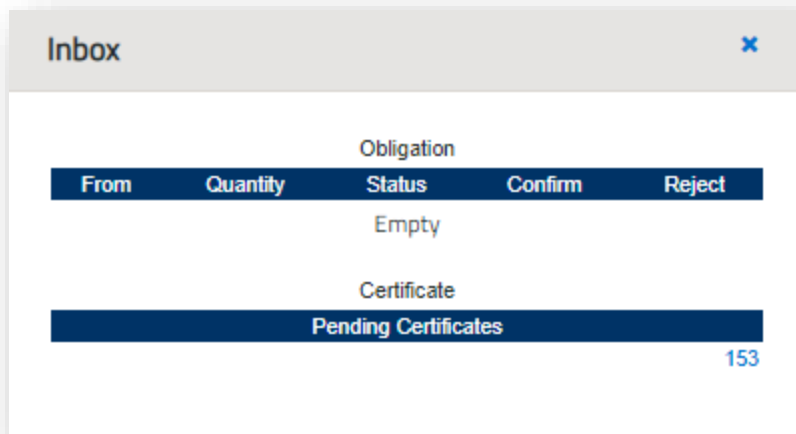 Inbox
Obligation
From Quantity Status Confirm Reject
Empty
Certificate
Pending Certificates
153